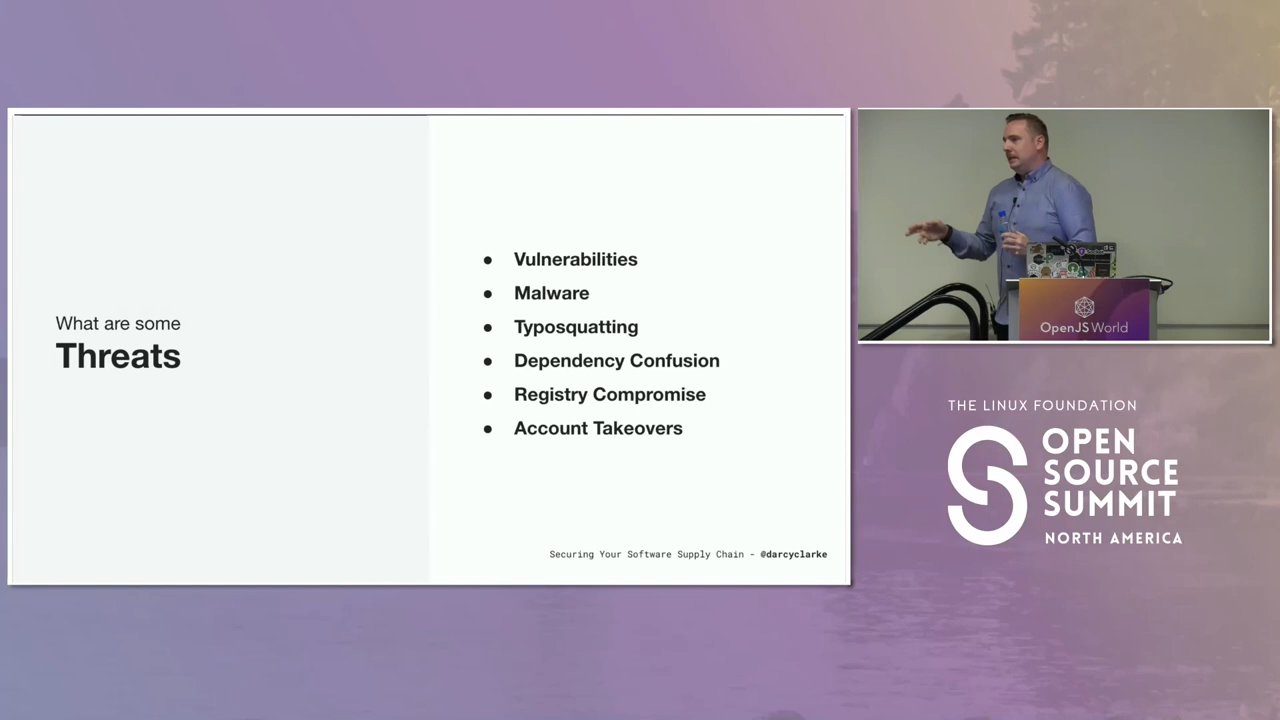 What are some
Threats
● Vulnerabilities
● Malware
● Typosquatting
● Dependency Confusion
● Registry Compromise
● Account Takeovers
Securing Your Software Supply Chain - @darcyclarke
OpenJS World
THE LINUX FOUNDATION
OPEN
SOURCE
SUMMIT
NORTH AMERICA